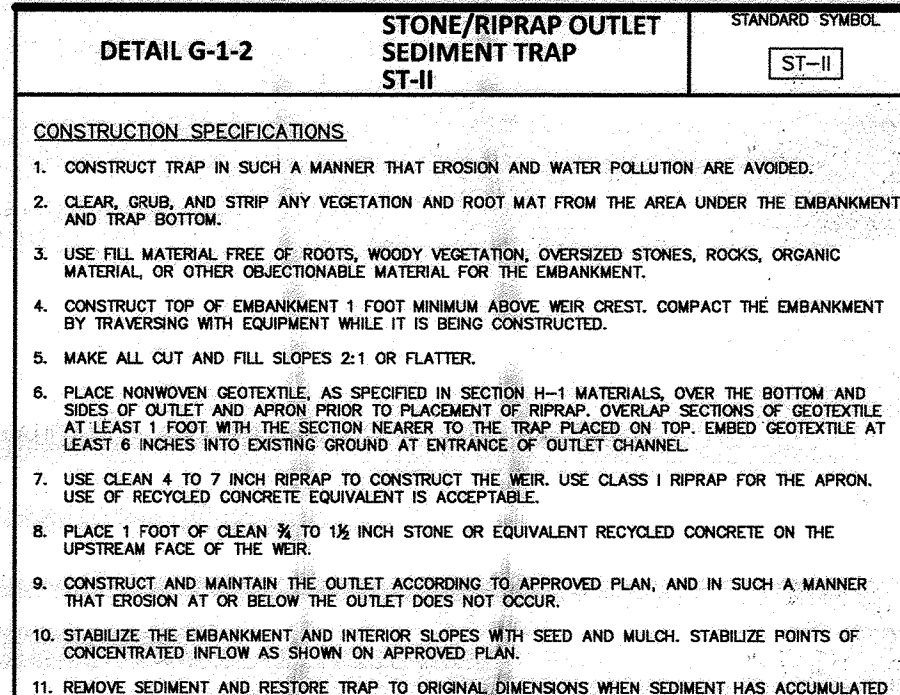 DETAIL G-1-2
STONE/RIPRAP OUTLET
SEDIMENT TRAP
ST-II
STANDARD SYMBOL
ST-II
CONSTRUCTION SPECIFICATIONS
1. CONSTRUCT TRAP IN SUCH A MANNER THAT EROSION AND WATER POLLUTION ARE AVOIDED.
2. CLEAR, GRUB, AND STRIP ANY VEGETATION AND ROOT MAT FROM THE AREA UNDER THE EMBANKMENT
AND TRAP BOTTOM.
3. USE FILL MATERIAL FREE OF ROOTS, WOODY VEGETATION, OVERSIZED STONES, ROCKS, ORGANIC
MATERIAL, OR OTHER OBJECTIONABLE MATERIAL FOR THE EMBANKMENT.
4. CONSTRUCT TOP OF EMBANKMENT 1 FOOT MINIMUM ABOVE WEIR CREST. COMPACT THE EMBANKMENT
BY TRAVERSING WITH EQUIPMENT WHILE IT IS BEING CONSTRUCTED.
5. MAKE ALL CUT AND FILL SLOPES 2:1 OR FLATTER.
6. PLACE NONWOVEN GEOTEXTILE, AS SPECIFIED IN SECTION H-1 MATERIALS, OVER THE BOTTOM AND
SIDES OF OUTLET AND APRON PRIOR TO PLACEMENT OF RIPRAP. OVERLAP SECTIONS OF GEOTEXTILE
AT LEAST 1 FOOT WITH THE SECTION NEARER TO THE TRAP PLACED ON TOP. EMBED GEOTEXTILE AT
LEAST 6 INCHES INTO EXISTING GROUND AT ENTRANCE OF OUTLET CHANNEL.
7. USE CLEAN 4 TO 7 INCH RIPRAP TO CONSTRUCT THE WEIR. USE CLASS I RIPRAP FOR THE APRON.
USE OF RECYCLED CONCRETE EQUIVALENT IS ACCEPTABLE.
8. PLACE 1 FOOT OF CLEAN ¾ TO 1½ INCH STONE OR EQUIVALENT RECYCLED CONCRETE ON THE
UPSTREAM FACE OF THE WEIR.
9. CONSTRUCT AND MAINTAIN THE OUTLET ACCORDING TO APPROVED PLAN, AND IN SUCH A MANNER
THAT EROSION AT OR BELOW THE OUTLET DOES NOT OCCUR.
10. STABILIZE THE EMBANKMENT AND INTERIOR SLOPES WITH SEED AND MULCH. STABILIZE POINTS OF
CONCENTRATED INFLOW AS SHOWN ON APPROVED PLAN.
11. REMOVE SEDIMENT AND RESTORE TRAP TO ORIGINAL DIMENSIONS WHEN SEDIMENT HAS ACCUMULATED